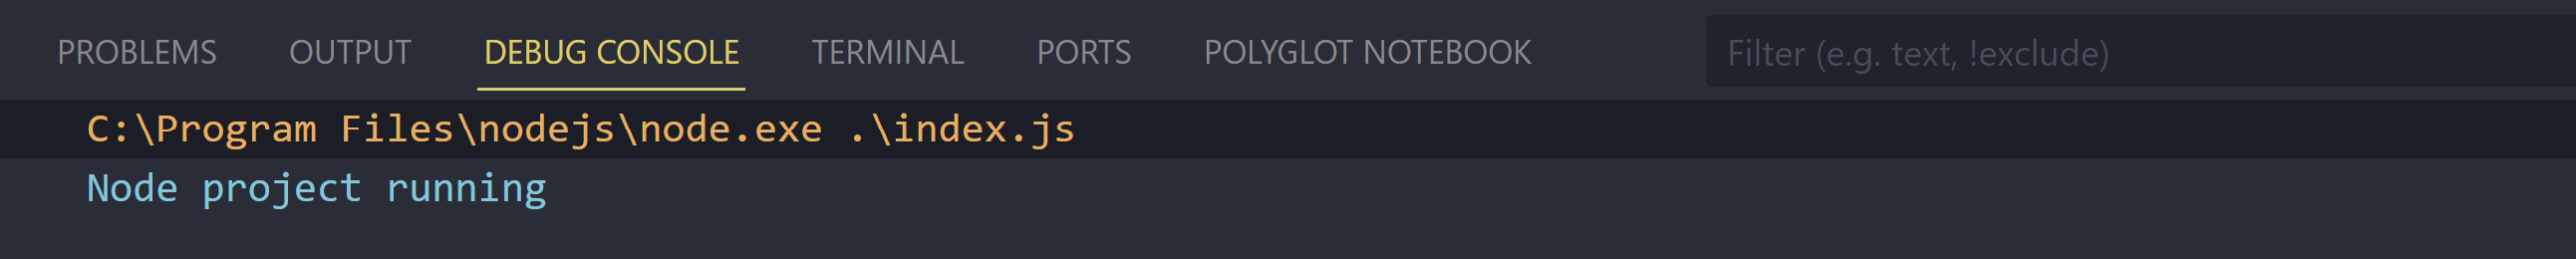 PROBLEMS OUTPUT DEBUG CONSOLE TERMINAL PORTS POLYGLOT NOTEBOOK Filter (e.g. text, !exclude)
C:\Program Files\nodejs\node.exe .\index.js
Node project running